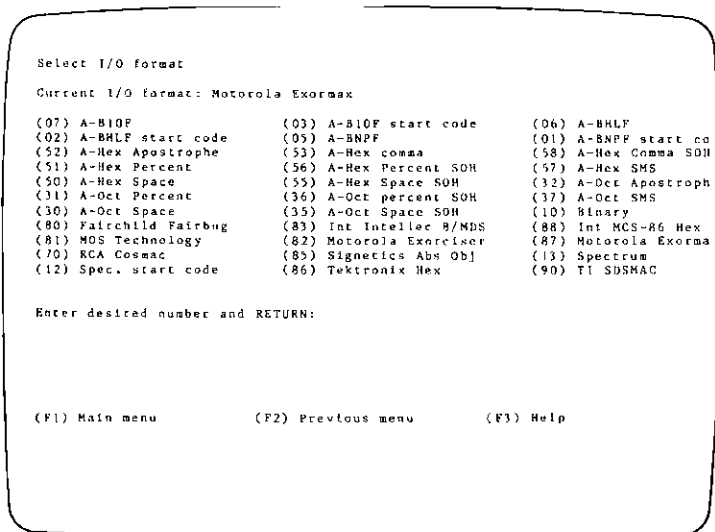 Select I/O format
Current I/O format: Motorola Exormax
(07) A-B10F (03) A-B10F start code (06) A-BHLF
(02) A-BHLF start code (05) A-BNPF (01) A-BNPF start co
(52) A-Hex Apostrophe (53) A-Hex comma (58) A-Hex Comma SOH
(51) A-Hex Percent (56) A-Hex Percent SOH (57) A-Hex SMS
(50) A-Hex Space (55) A-Hex Space SOH (32) A-Oct Apostroph
(31) A-Oct Percent (36) A-Oct percent SOH (37) A-Oct SMS
(30) A-Oct Space (35) A-Oct Space SOH (10) Binary
(80) Fairchild Fairbug (83) Int Intellec 8/MDS (88) Int MCS-86 Hex
(81) MOS Technology (82) Motorola Exorciser (87) Motorola Exorma
(70) RCA Cosmac (85) Signetics Abs Obj (13) Spectrum
(12) Spec. start code (86) Tektronix Hex (90) TI SDSMAC
Enter desired number and RETURN:
(F1) Main menu (F2) Previous menu (F3) Help